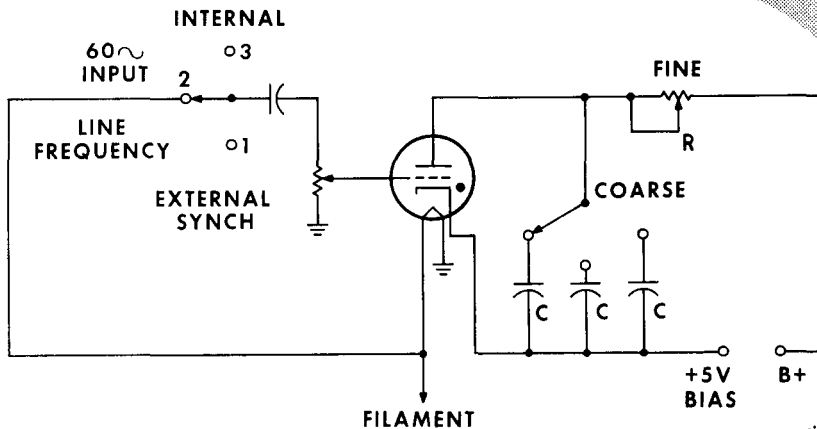 INTERNAL
3
60~
INPUT
2
LINE
FREQUENCY
1
EXTERNAL
SYNCH
FINE
R
COARSE
C
C
C
+5V
BIAS
B+
FILAMENT